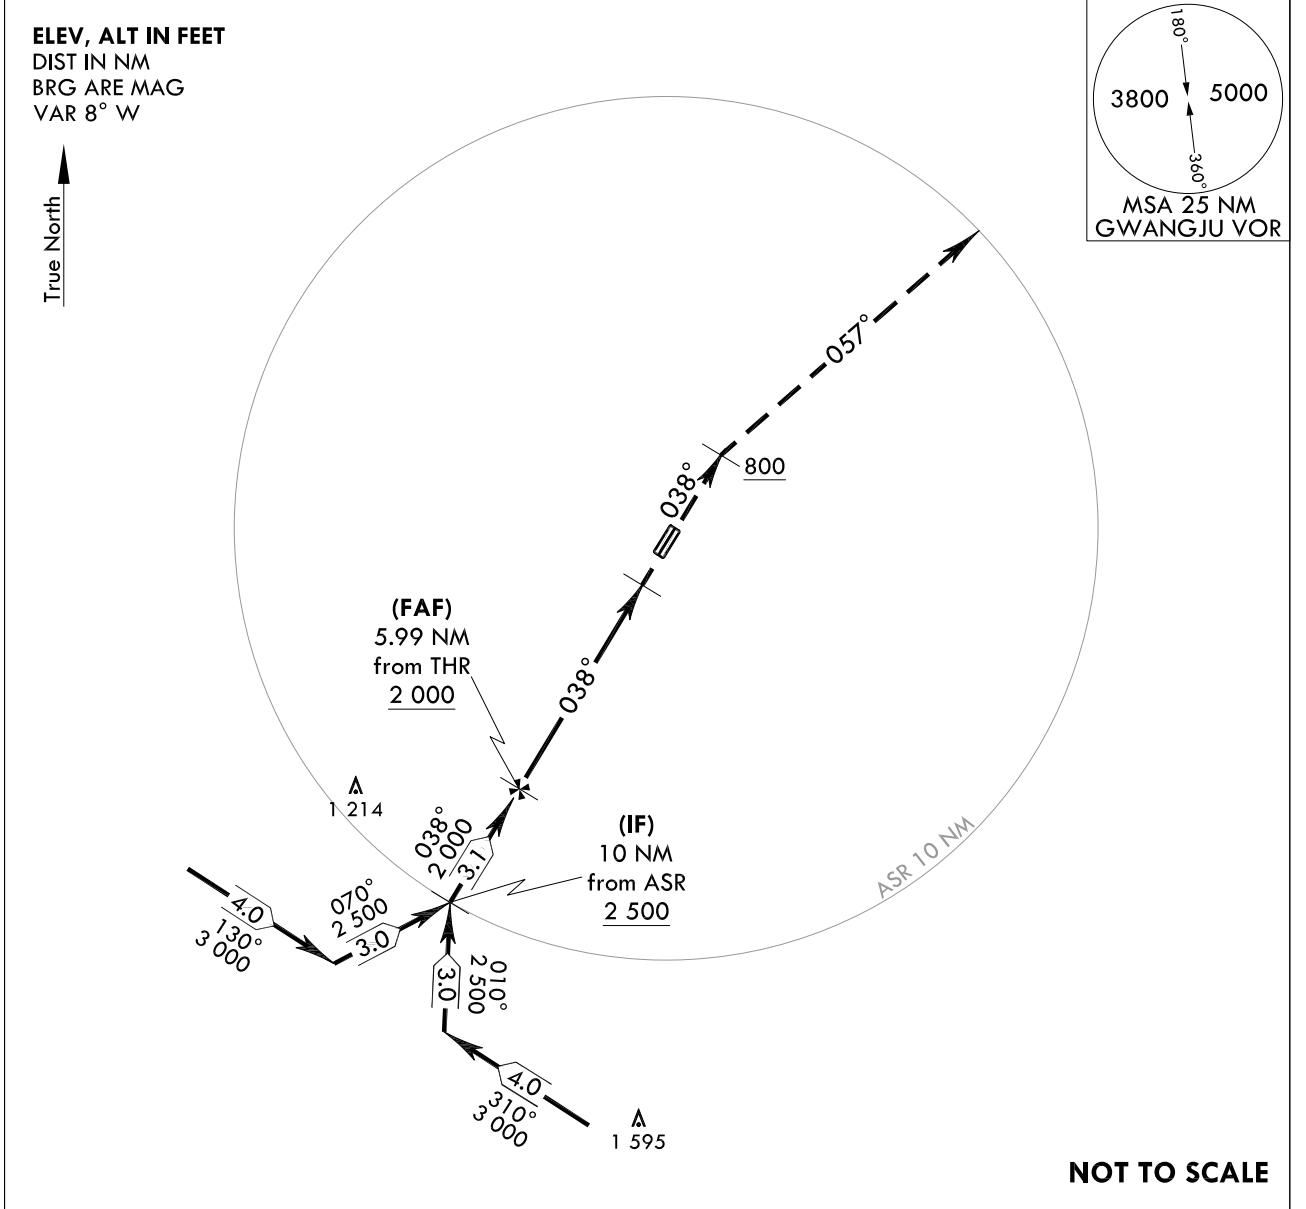 ELEV, ALT IN FEET
DIST IN NM
BRG ARE MAG
VAR 8° W
True North
180°
3800
5000
360°
MSA 25 NM
GWANGJU VOR
057°
800
038°
(FAF)
5.99 NM
from THR
2 000
038°
1 214
038°
2 000
3.1
(IF)
10 NM
from ASR
2 500
ASR 10 NM
4.0
130°
3 000
070°
2 500
3.0
3.0
010°
2 500
4.0
310°
3 000
1 595
NOT TO SCALE